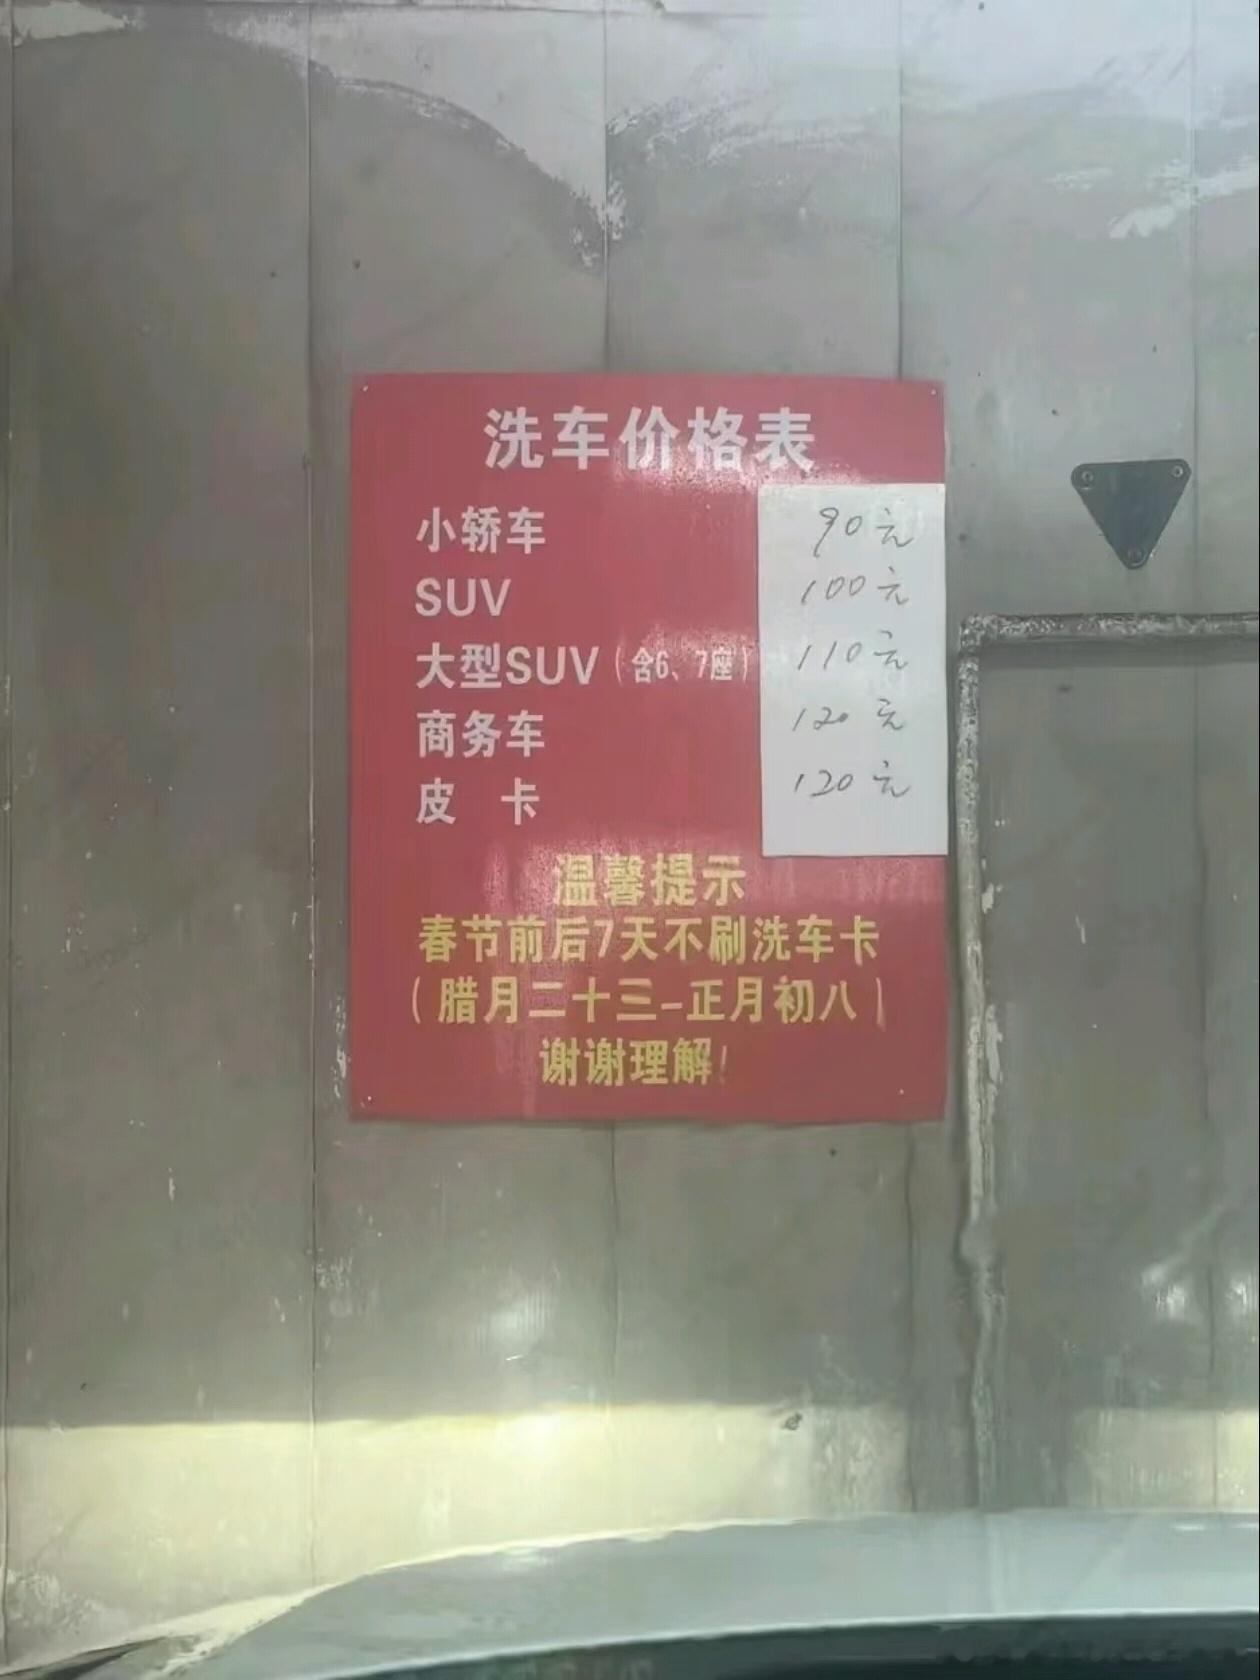 洗车价格表
小轿车 90元
SUV 100元
大型SUV（含6、7座） 110元
商务车 120元
皮 卡 120元
温馨提示
春节前后7天不刷洗车卡
（腊月二十三-正月初八）
谢谢理解！